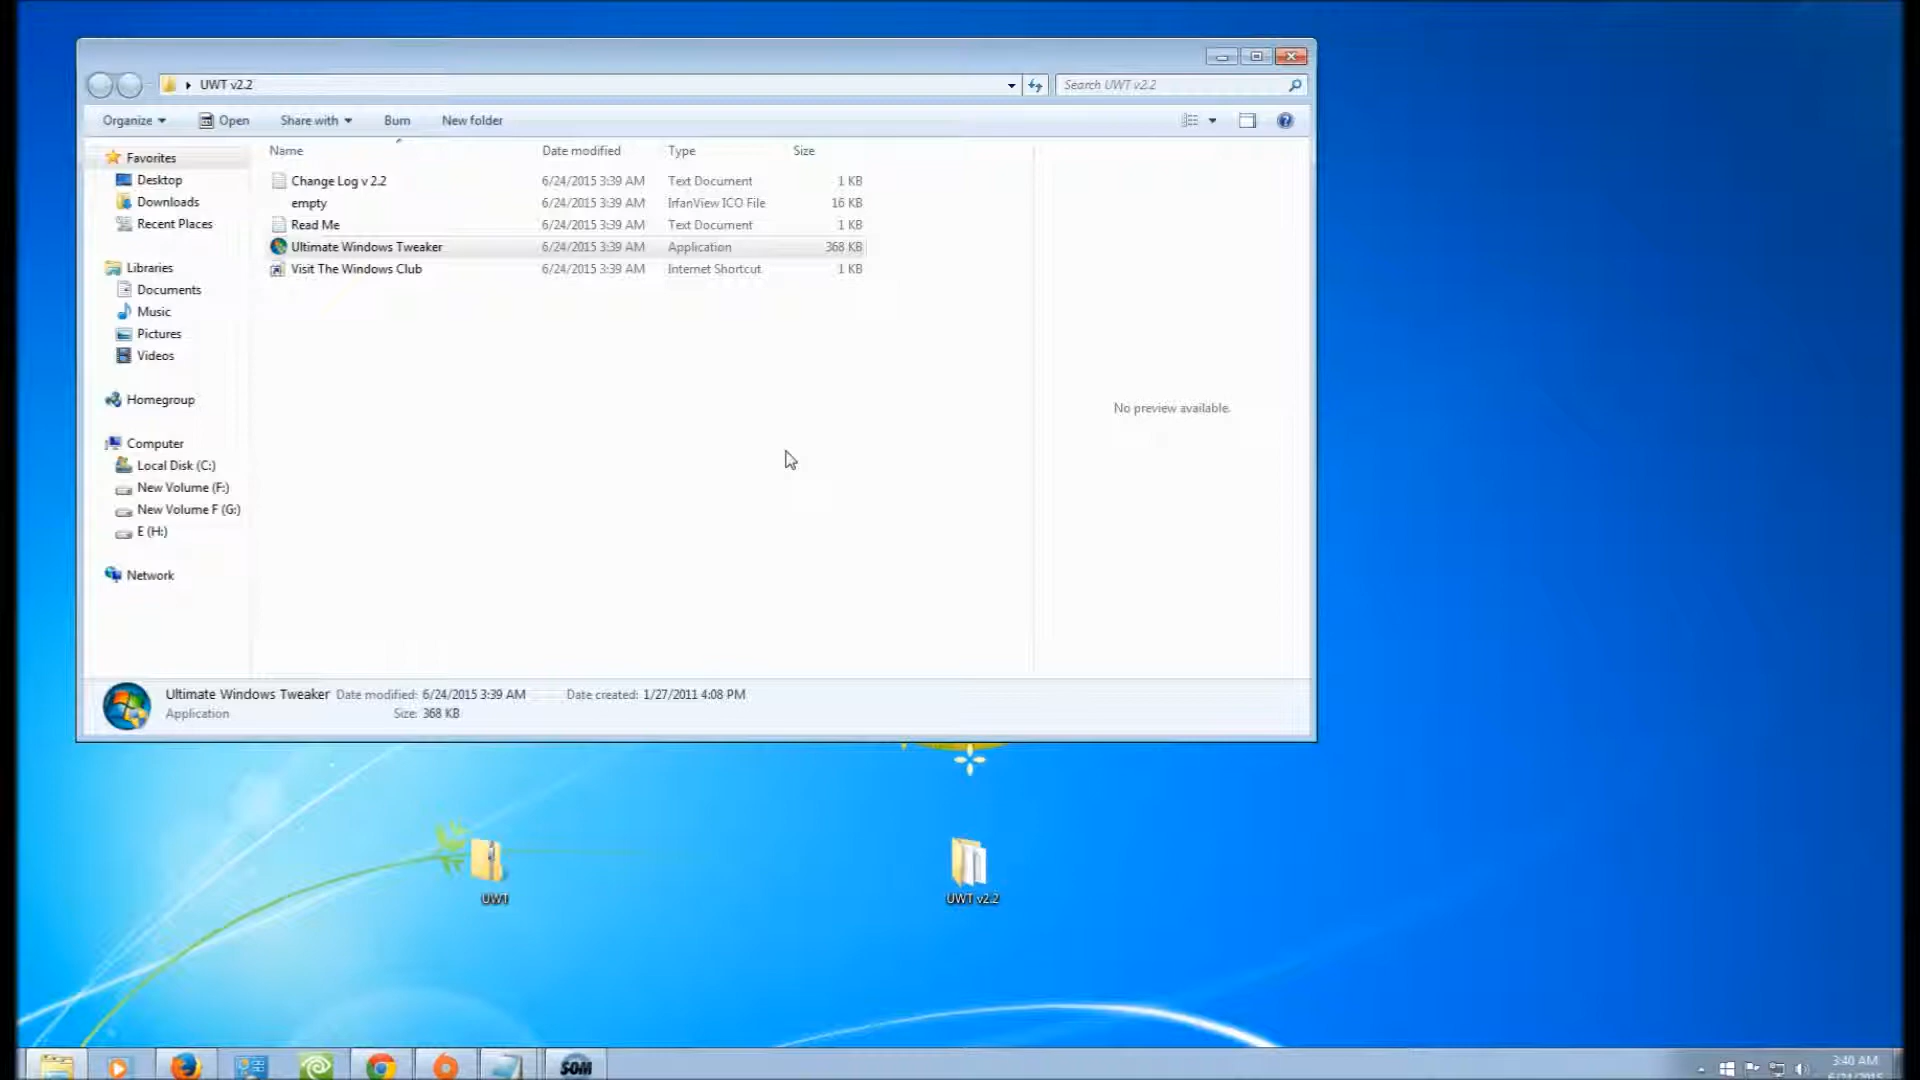 UWT v2.2
Search UWT v2.2
Organize Open Share with Burn New folder
Name Date modified Type Size
Favorites
Desktop
Downloads
Recent Places
Libraries
Documents
Music
Pictures
Videos
Homegroup
Computer
Local Disk (C:)
New Volume (F:)
New Volume F (G:)
E (H:)
Network
Change Log v 2.2 6/24/2015 3:39 AM Text Document 1 KB
empty 6/24/2015 3:39 AM IrfanView ICO File 16 KB
Read Me 6/24/2015 3:39 AM Text Document 1 KB
Ultimate Windows Tweaker 6/24/2015 3:39 AM Application 368 KB
Visit The Windows Club 6/24/2015 3:39 AM Internet Shortcut 1 KB
No preview available.
Ultimate Windows Tweaker Date modified: 6/24/2015 3:39 AM Date created: 1/27/2011 4:08 PM
Application Size: 368 KB
UWT
UWT v2.2
SOM
3:40 AM
6/24/2015